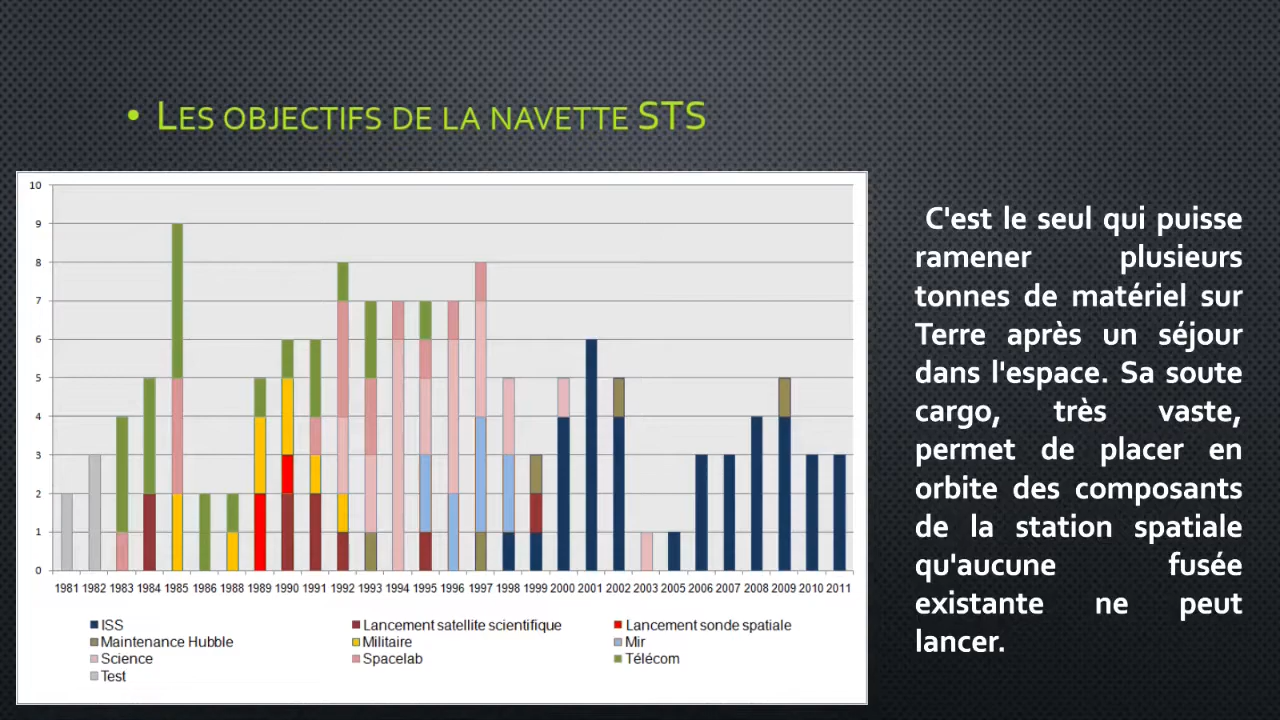 • Les objectifs de la navette STS
10
9
8
7
6
5
4
3
2
1
0
1981 1982 1983 1984 1985 1986 1988 1989 1990 1991 1992 1993 1994 1995 1996 1997 1998 1999 2000 2001 2002 2003 2005 2006 2007 2008 2009 2010 2011
ISS Lancement satellite scientifique Lancement sonde spatiale
Maintenance Hubble Militaire Mir
Science Spacelab Télécom
Test
C'est le seul qui puisse
ramener plusieurs
tonnes de matériel sur
Terre après un séjour
dans l'espace. Sa soute
cargo, très vaste,
permet de placer en
orbite des composants
de la station spatiale
qu'aucune fusée
existante ne peut
lancer.